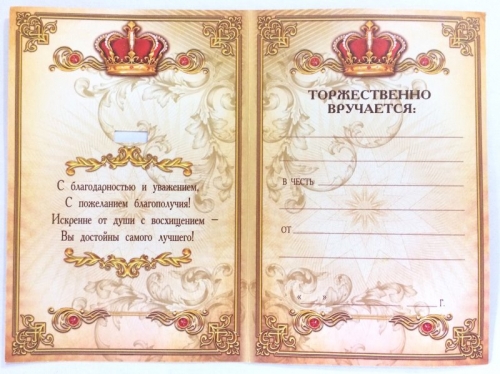 С благодарностью и уважением,
С пожеланием благополучия!
Искренне от души с восхищением –
Вы достойны самого лучшего!
ТОРЖЕСТВЕННО
ВРУЧАЕТСЯ:
В ЧЕСТЬ
ОТ
« » г.